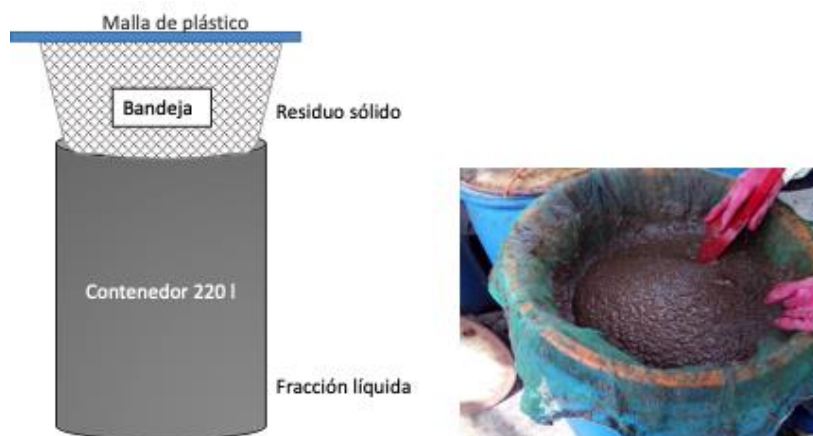 Malla de plástico
Bandeja
Residuo sólido
Contenedor 220 l
Fracción líquida